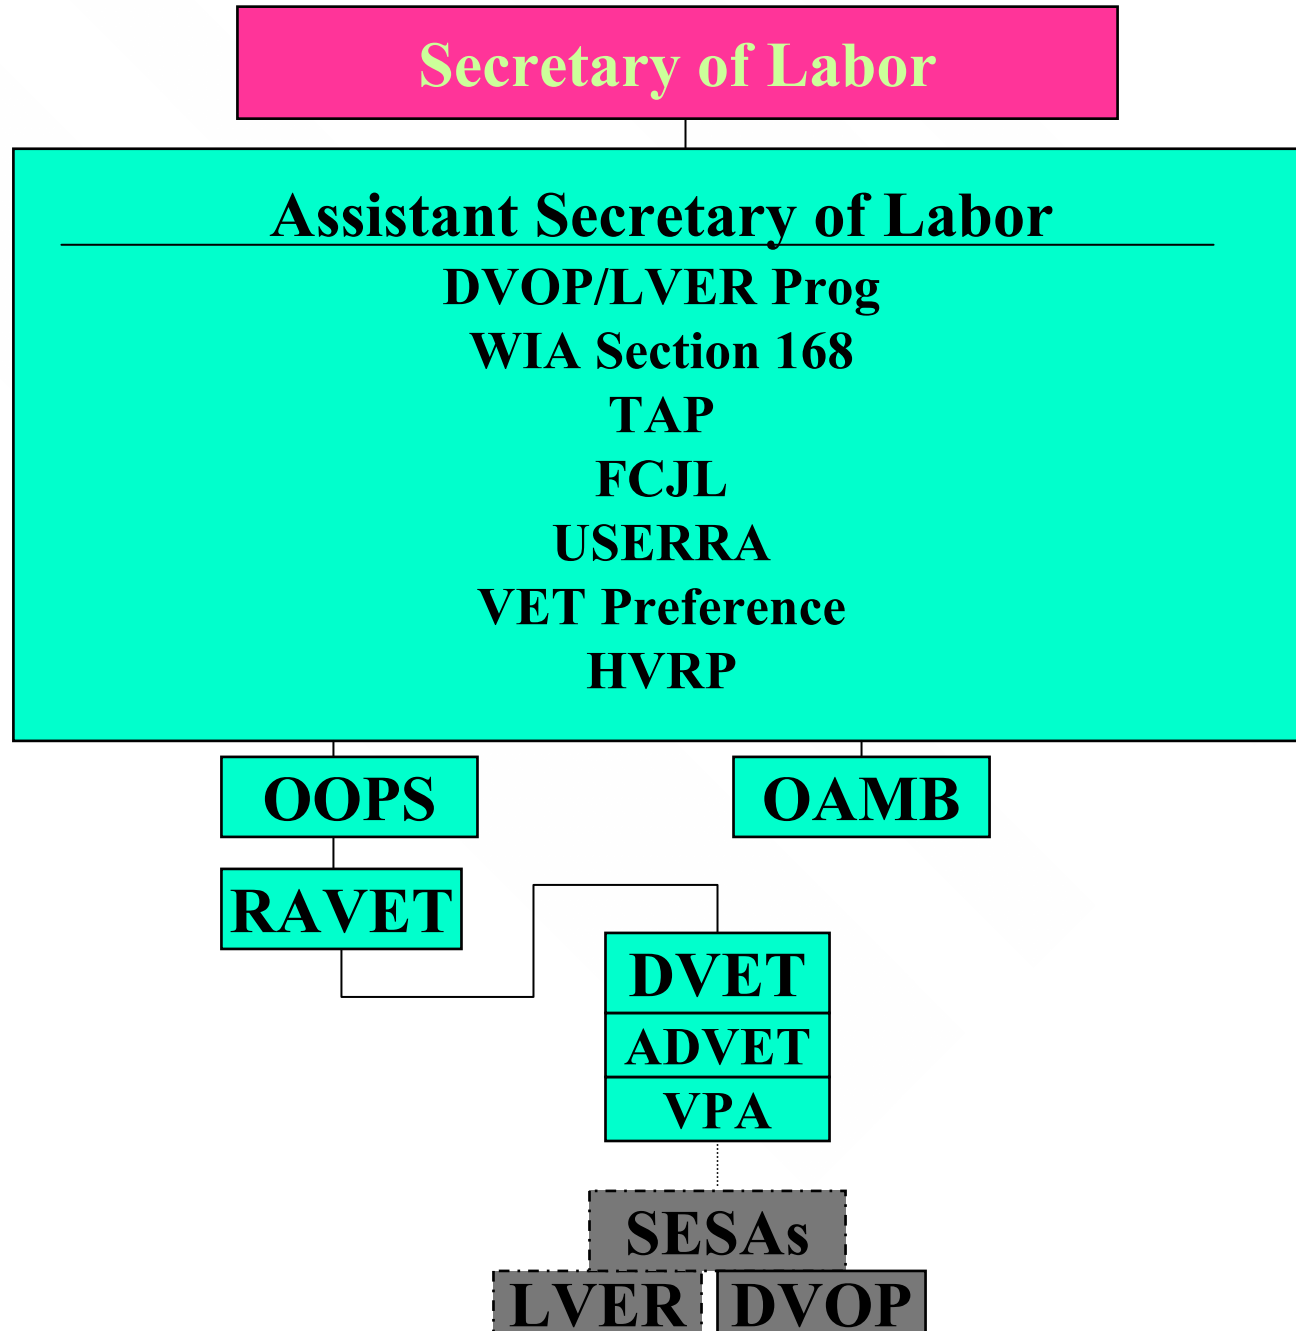 Secretary of Labor
Assistant Secretary of Labor
DVOP/LVER Prog
WIA Section 168
TAP
FCJL
USERRA
VET Preference
HVRP
OOPS
OAMB
RAVET
DVET
ADVET
VPA
SESAs
LVER
DVOP